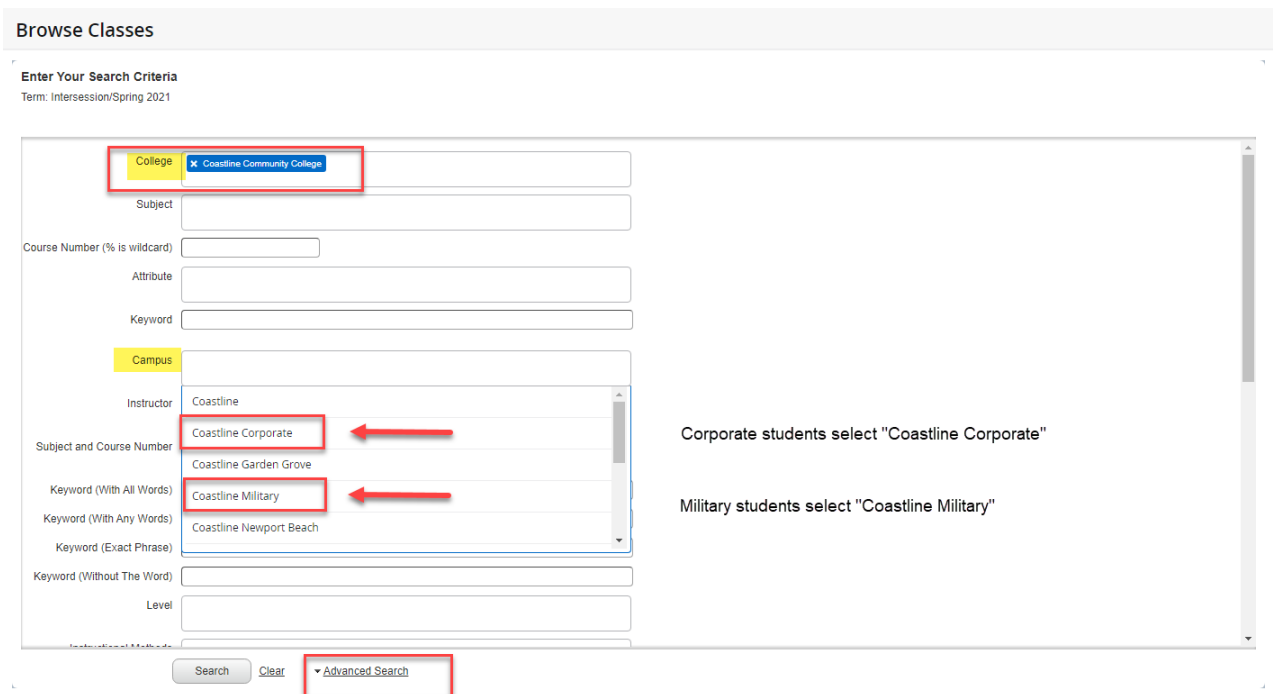 Browse Classes
Enter Your Search Criteria
Term: Intersession/Spring 2021
College
× Coastline Community College
Subject
Course Number (% is wildcard)
Attribute
Keyword
Campus
Instructor
Coastline
Coastline Corporate
Corporate students select "Coastline Corporate"
Subject and Course Number
Coastline Garden Grove
Keyword (With All Words)
Coastline Military
Military students select "Coastline Military"
Keyword (With Any Words)
Coastline Newport Beach
Keyword (Exact Phrase)
Keyword (Without The Word)
Level
Instructional Methods
Search
Clear
Advanced Search